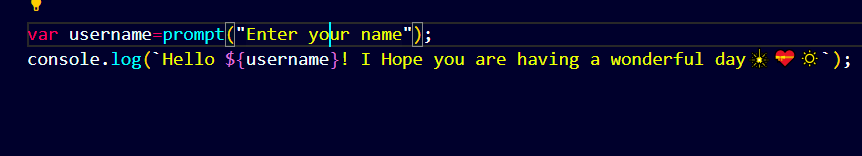 var username=prompt("Enter your name");
console.log(`Hello ${username}! I Hope you are having a wonderful day☀️💝🔆`);